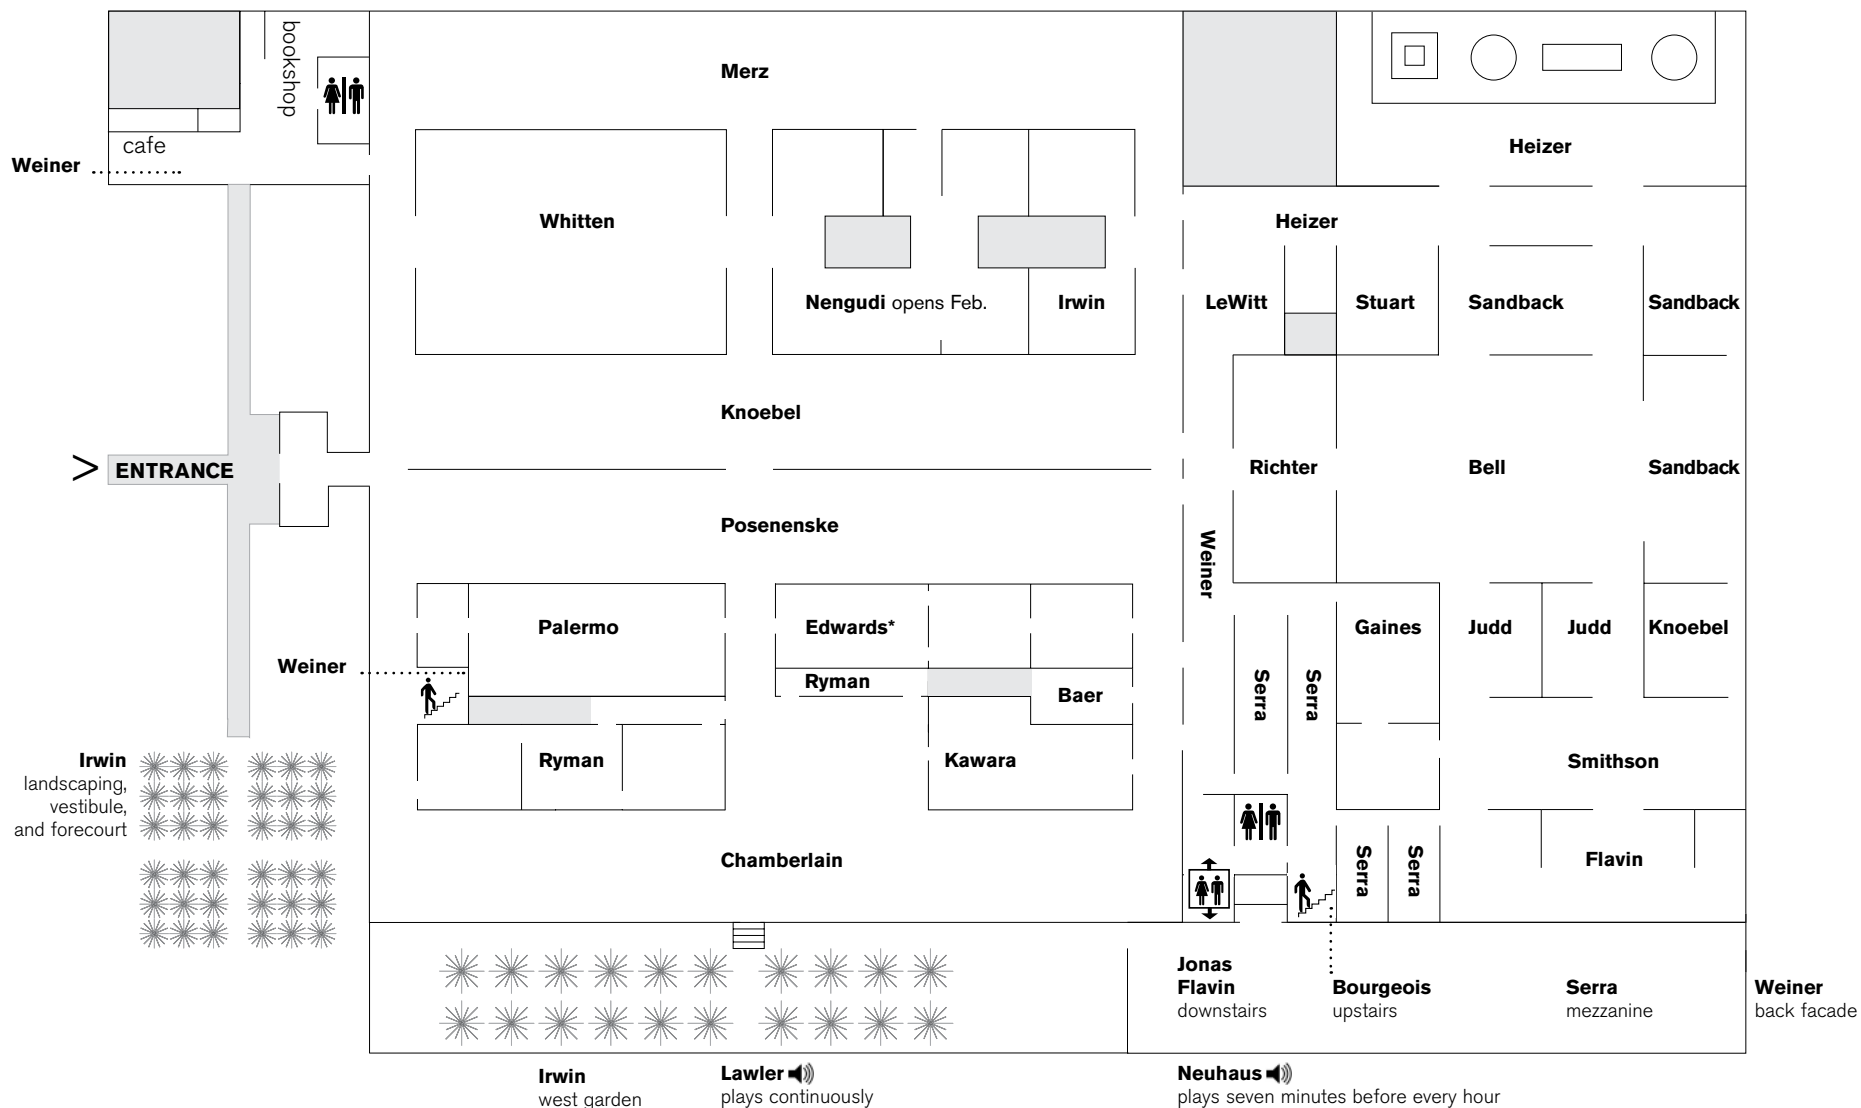 bookshop
Merz
cafe
Weiner
Heizer
Whitten
Heizer
Nengudi opens Feb.
Irwin
LeWitt
Stuart
Sandback
Sandback
Knoebel
> ENTRANCE
Richter
Bell
Sandback
Posenenske
Weiner
Palermo
Edwards*
Gaines
Judd
Judd
Knoebel
Weiner
Ryman
Baer
Serra
Serra
Irwin
landscaping,
vestibule,
and forecourt
Ryman
Kawara
Smithson
Chamberlain
Serra
Serra
Flavin
Jonas
Flavin
downstairs
Bourgeois
upstairs
Serra
mezzanine
Weiner
back facade
Irwin
west garden
Lawler
plays continuously
Neuhaus
plays seven minutes before every hour